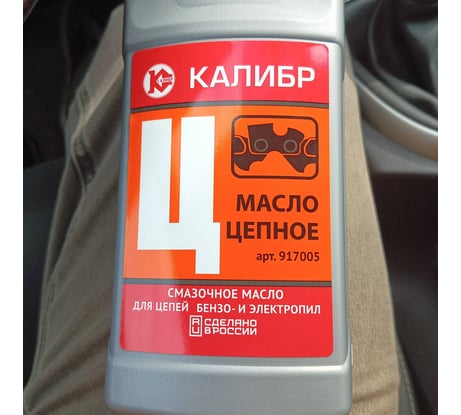 КАЛИБР
Ц
МАСЛО
ЦЕПНОЕ
арт. 917005
СМАЗОЧНОЕ МАСЛО
ДЛЯ ЦЕПЕЙ БЕНЗО- И ЭЛЕКТРОПИЛ
СДЕЛАНО
В РОССИИ